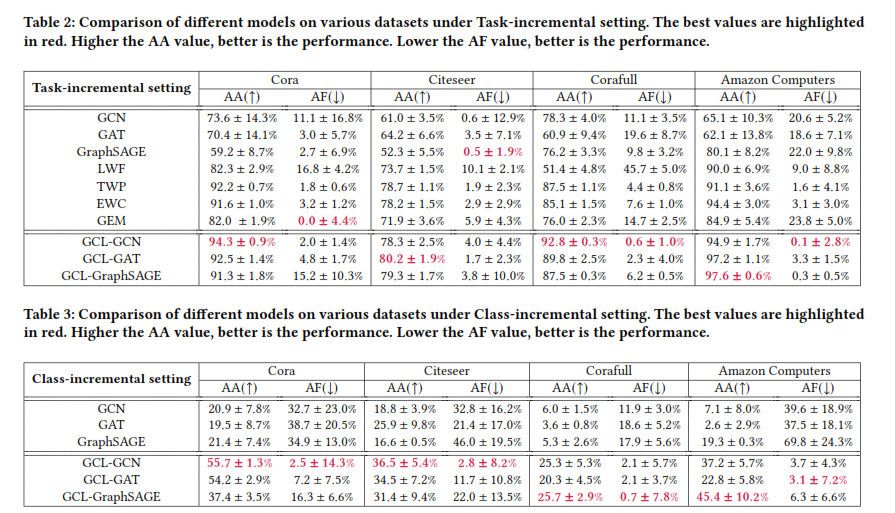 Table 2: Comparison of different models on various datasets under Task-incremental setting. The best values are highlighted
in red. Higher the AA value, better is the performance. Lower the AF value, better is the performance.
Task-incremental setting Cora Citeseer Corafull Amazon Computers
AA(↑) AF(↓) AA(↑) AF(↓) AA(↑) AF(↓) AA(↑) AF(↓)
GCN 73.6 ± 14.3% 11.1 ± 16.8% 61.0 ± 3.5% 0.6 ± 12.9% 78.3 ± 4.0% 11.1 ± 3.5% 65.1 ± 10.3% 20.6 ± 5.2%
GAT 70.4 ± 14.1% 3.0 ± 5.7% 64.2 ± 6.6% 3.5 ± 7.1% 60.9 ± 9.4% 19.6 ± 8.7% 62.1 ± 13.8% 18.6 ± 7.1%
GraphSAGE 59.2 ± 8.7% 2.7 ± 6.9% 52.3 ± 5.5% 0.5 ± 1.9% 76.2 ± 3.3% 9.8 ± 3.2% 80.1 ± 8.2% 22.0 ± 9.8%
LWF 82.3 ± 2.9% 16.8 ± 4.2% 73.7 ± 1.5% 10.1 ± 2.1% 51.4 ± 4.8% 45.7 ± 5.0% 90.0 ± 6.9% 9.0 ± 8.8%
TWP 92.2 ± 0.7% 1.8 ± 0.6% 78.7 ± 1.1% 1.9 ± 2.3% 87.5 ± 1.1% 4.4 ± 0.8% 91.1 ± 3.6% 1.6 ± 4.1%
EWC 91.6 ± 1.0% 3.2 ± 1.2% 78.2 ± 1.5% 2.9 ± 2.9% 85.1 ± 1.5% 7.6 ± 1.0% 94.4 ± 3.0% 3.1 ± 3.0%
GEM 82.0 ± 1.9% 0.0 ± 4.4% 71.9 ± 3.6% 5.9 ± 4.3% 76.0 ± 2.3% 14.7 ± 2.5% 84.9 ± 5.4% 23.8 ± 5.0%
GCL-GCN 94.3 ± 0.9% 2.0 ± 1.4% 78.3 ± 2.5% 4.0 ± 4.4% 92.8 ± 0.3% 0.6 ± 1.0% 94.9 ± 1.7% 0.1 ± 2.8%
GCL-GAT 92.5 ± 1.4% 4.8 ± 1.7% 80.2 ± 1.9% 1.7 ± 2.3% 89.8 ± 2.5% 2.3 ± 4.0% 97.2 ± 1.1% 3.3 ± 1.5%
GCL-GraphSAGE 91.3 ± 1.8% 15.2 ± 10.3% 79.3 ± 1.7% 3.8 ± 10.0% 87.5 ± 0.3% 6.2 ± 0.5% 97.6 ± 0.6% 0.3 ± 0.5%
Table 3: Comparison of different models on various datasets under Class-incremental setting. The best values are highlighted
in red. Higher the AA value, better is the performance. Lower the AF value, better is the performance.
Class-incremental setting Cora Citeseer Corafull Amazon Computers
AA(↑) AF(↓) AA(↑) AF(↓) AA(↑) AF(↓) AA(↑) AF(↓)
GCN 20.9 ± 7.8% 32.7 ± 23.0% 18.8 ± 3.9% 32.8 ± 16.2% 6.0 ± 1.5% 11.9 ± 3.0% 7.1 ± 8.0% 39.6 ± 18.9%
GAT 19.5 ± 8.7% 38.7 ± 20.5% 25.9 ± 9.8% 21.4 ± 17.0% 3.6 ± 0.8% 18.6 ± 5.2% 2.6 ± 2.9% 37.5 ± 18.1%
GraphSAGE 21.4 ± 7.4% 34.9 ± 13.0% 16.6 ± 0.5% 46.0 ± 19.5% 5.3 ± 2.6% 17.9 ± 5.6% 19.3 ± 0.3% 69.8 ± 24.3%
GCL-GCN 55.7 ± 1.3% 2.5 ± 14.3% 36.5 ± 5.4% 2.8 ± 8.2% 25.3 ± 5.3% 2.1 ± 5.7% 37.2 ± 5.7% 3.7 ± 4.3%
GCL-GAT 54.2 ± 2.9% 7.2 ± 7.5% 34.5 ± 7.2% 11.7 ± 10.8% 20.3 ± 4.5% 2.1 ± 3.7% 22.8 ± 5.8% 3.1 ± 7.2%
GCL-GraphSAGE 37.4 ± 3.5% 16.3 ± 6.6% 31.4 ± 9.4% 22.0 ± 13.5% 25.7 ± 2.9% 0.7 ± 7.8% 45.4 ± 10.2% 6.3 ± 6.6%